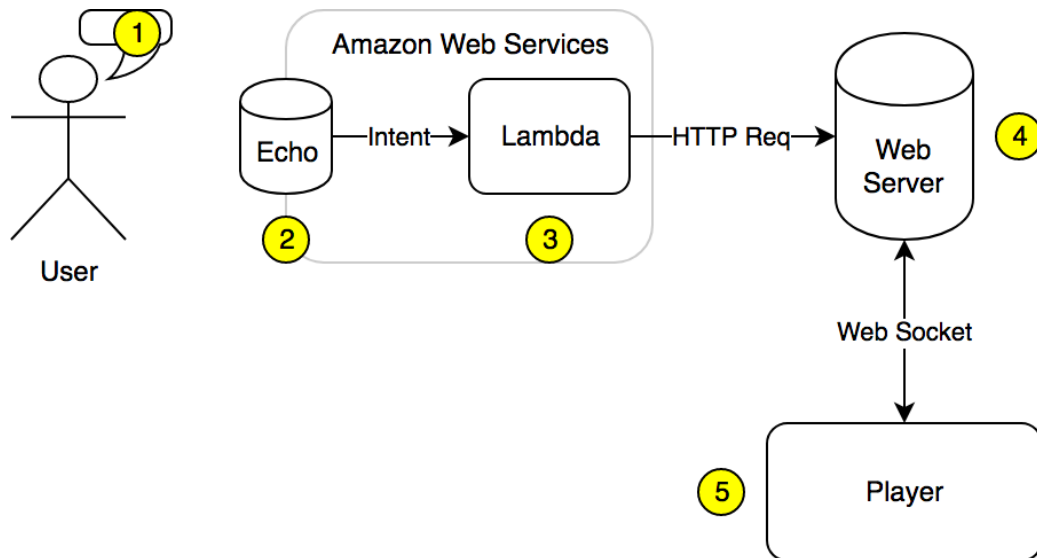 1
Amazon Web Services
Echo
Intent
Lambda
HTTP Req
Web
Server
4
2
3
User
Web Socket
5
Player